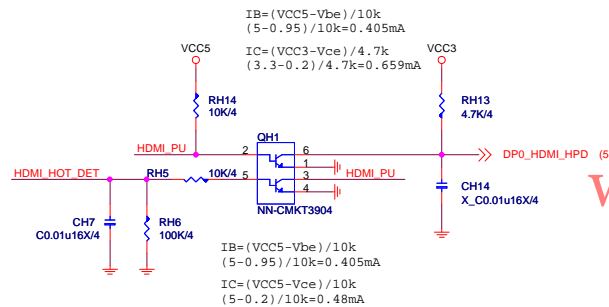 IB=(VCC5-Vbe)/10k
(5-0.95)/10k=0.405mA
IC=(VCC3-Vce)/4.7k
(3.3-0.2)/4.7k=0.659mA
VCC5
VCC3
RH14
10K/4
RH13
4.7K/4
QH1
HDMI_PU
2
6
DP0_HDMI_HPD (5
1
HDMI_HOT_DET
RH5
10K/4
5
3
HDMI_PU
4
NN-CMKT3904
CH14
X_C0.01u16X/4
CH7
C0.01u16X/4
RH6
100K/4
IB=(VCC5-Vbe)/10k
(5-0.95)/10k=0.405mA
IC=(VCC5-Vce)/10k
(5-0.2)/10k=0.48mA